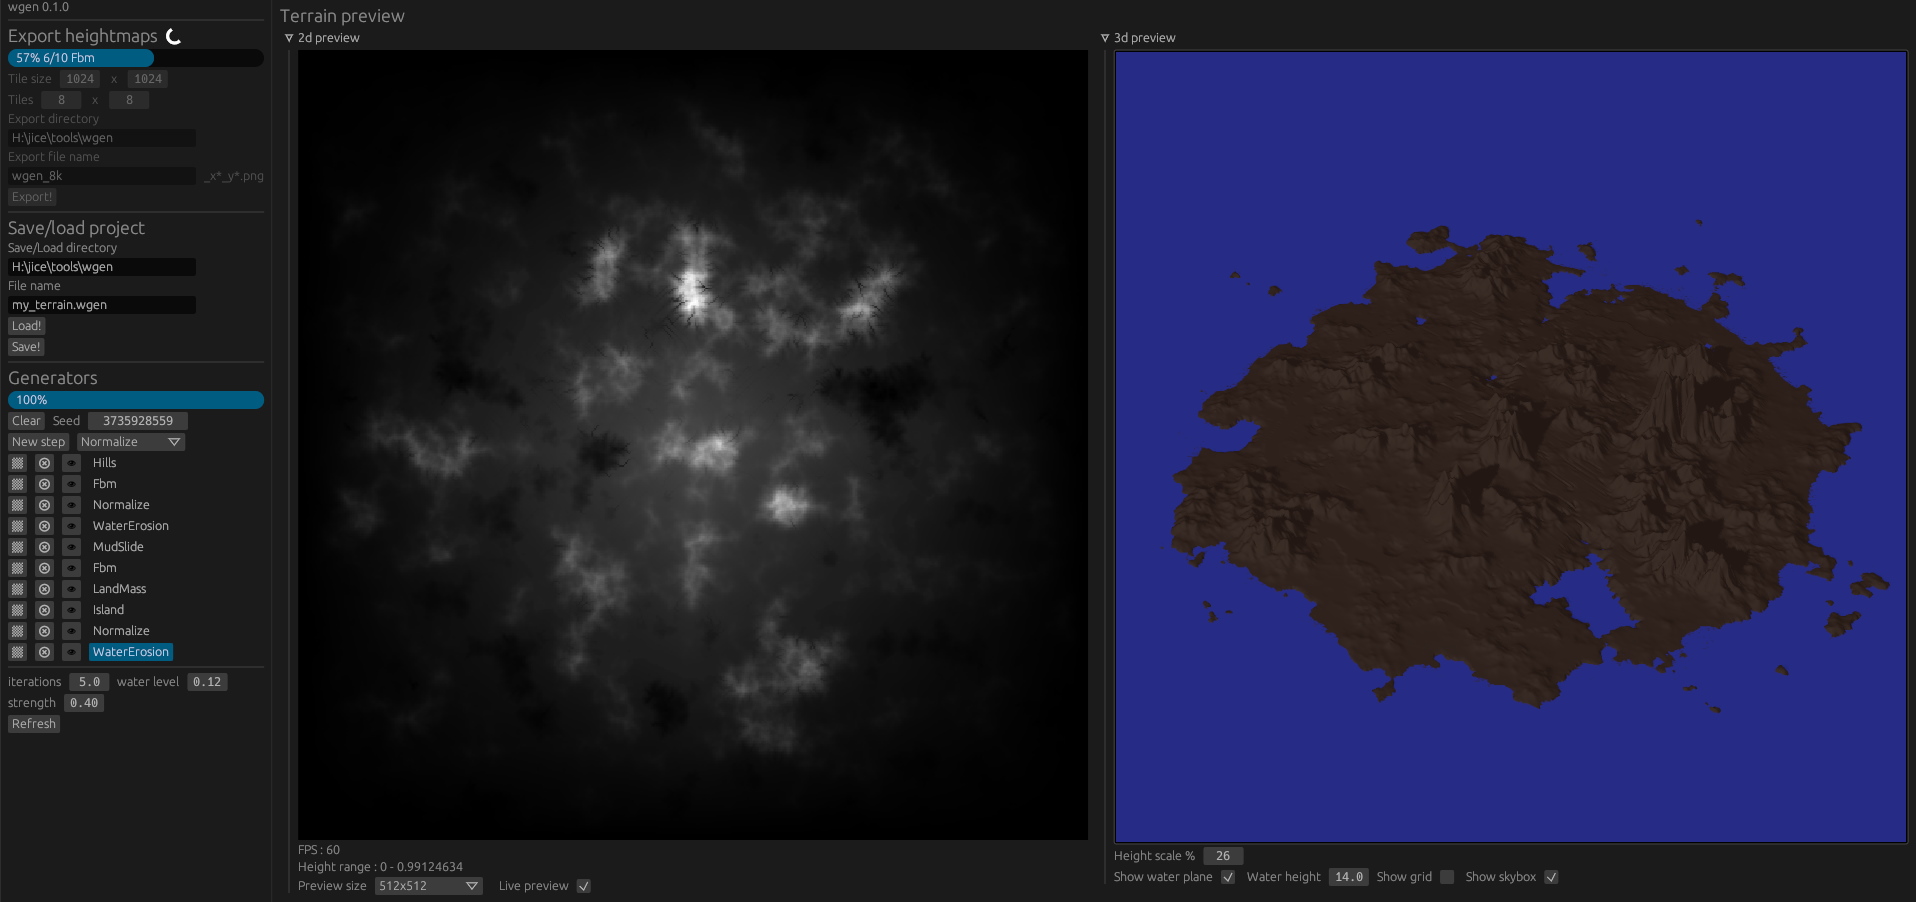 wgen 0.1.0
Export heightmaps
57% 6/10 Fbm
Tile size 1024 x 1024
Tiles 8 x 8
Export directory
H:\jice\tools\wgen
Export file name
wgen_8k _x*_y*.png
Export!
Save/load project
Save/Load directory
H:\jice\tools\wgen
File name
my_terrain.wgen
Load!
Save!
Generators
100%
Clear Seed 3735928559
New step Normalize
Hills
Fbm
Normalize
WaterErosion
MudSlide
Fbm
LandMass
Island
Normalize
WaterErosion
iterations 5.0 water level 0.12
strength 0.40
Refresh
Terrain preview
2d preview
FPS : 60
Height range : 0 - 0.99124634
Preview size 512x512 Live preview
3d preview
Height scale % 26
Show water plane Water height 14.0 Show grid Show skybox